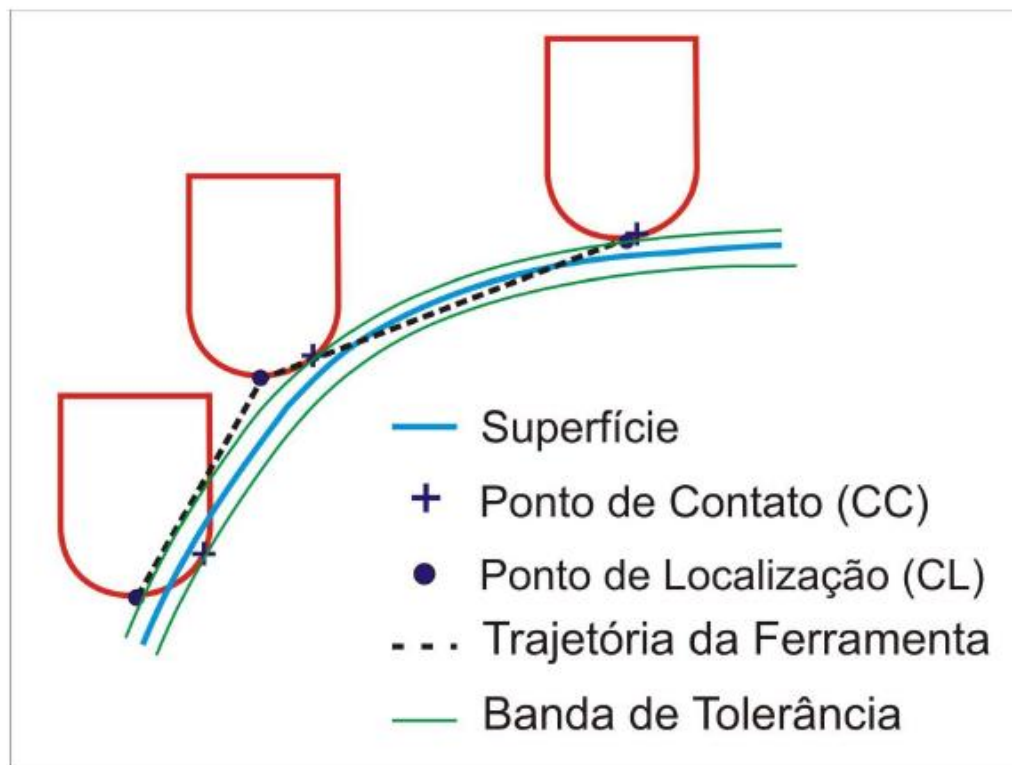 Superfície
Ponto de Contato (CC)
Ponto de Localização (CL)
Trajetória da Ferramenta
Banda de Tolerância